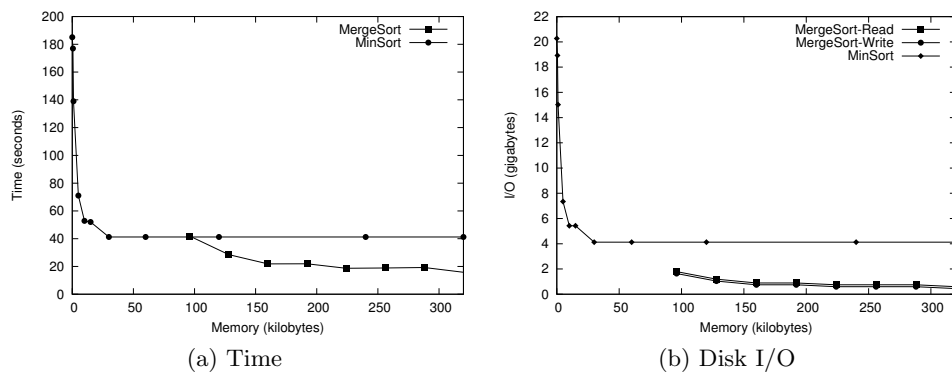 200
180
160
140
120
100
80
60
40
20
0
Time (seconds)
0 50 100 150 200 250 300
Memory (kilobytes)
MergeSort
MinSort
(a) Time
22
20
18
16
14
12
10
8
6
4
2
0
I/O (gigabytes)
0 50 100 150 200 250 300
Memory (kilobytes)
MergeSort-Read
MergeSort-Write
MinSort
(b) Disk I/O